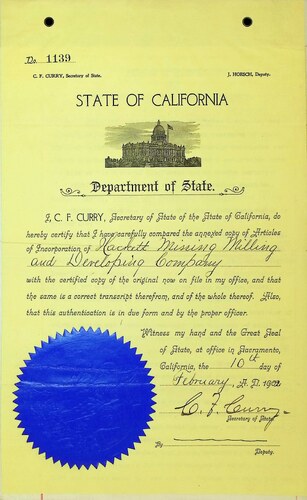 No. 1139
C. F. CURRY, Secretary of State. J. HORSCH, Deputy.
STATE OF CALIFORNIA
Department of State.
I, C. F. CURRY, Secretary of State of the State of California, do
hereby certify that I have carefully compared the annexed copy of Articles
of Incorporation of Hackett Mining Milling
and Developing Company
with the certified copy of the original now on file in my office, and that
the same is a correct transcript therefrom, and of the whole thereof. Also,
that this authentication is in due form and by the proper officer.
Witness my hand and the Great Seal
of State, at office in Sacramento,
California, the 10th day of
February, A. D. 1902
C. F. Curry
Secretary of State
By
Deputy.